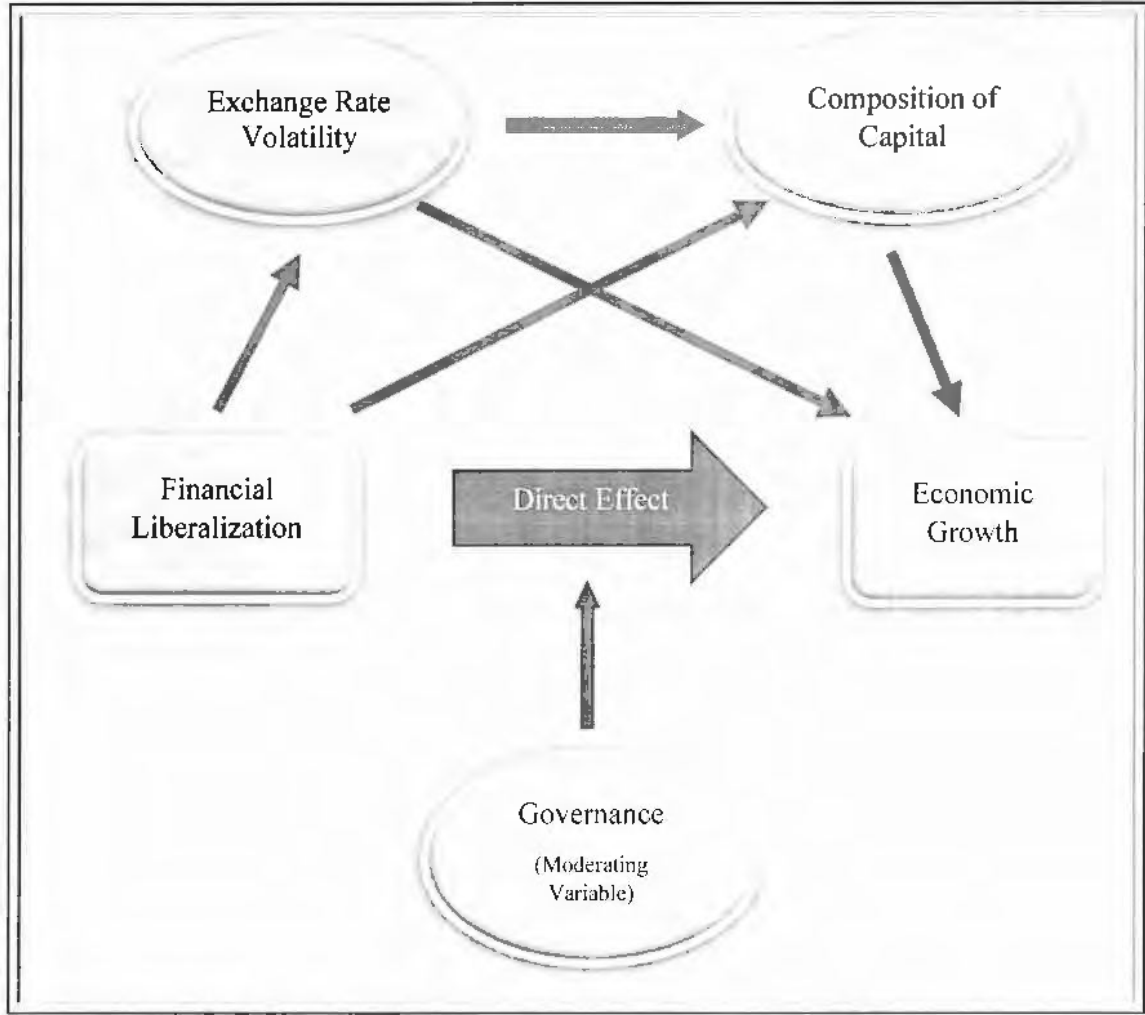 Exchange Rate
Volatility
Composition of
Capital
Financial
Liberalization
Direct Effect
Economic
Growth
Governance
(Moderating
Variable)